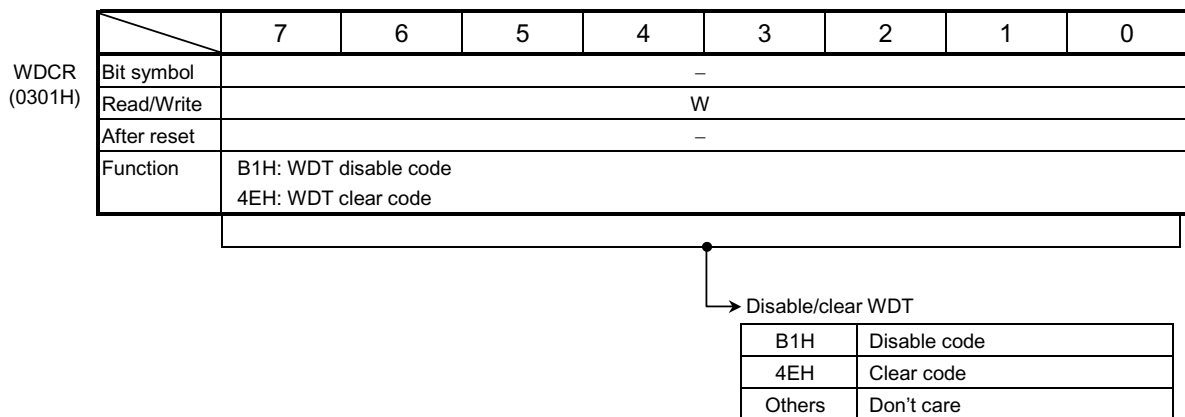 7 6 5 4 3 2 1 0
WDCR
(0301H)
Bit symbol –
Read/Write W
After reset –
Function B1H: WDT disable code
4EH: WDT clear code
Disable/clear WDT
B1H Disable code
4EH Clear code
Others Don't care